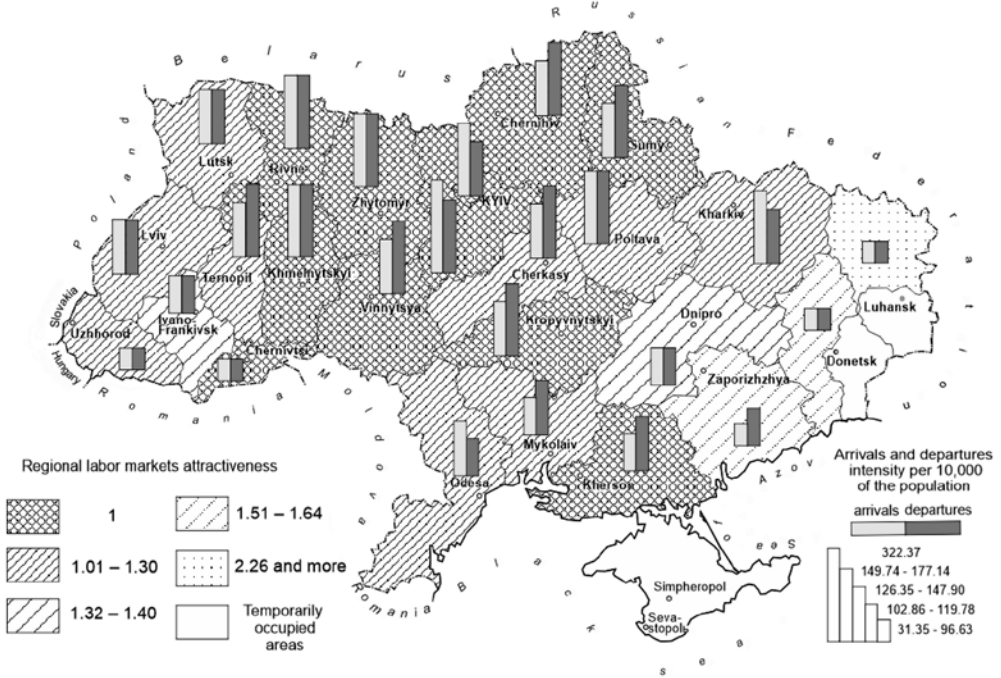 Belarus
Russian Federation
Poland
Slovakia
Hungary
Romania
Moldova
Romania
Black Sea
Sea of Azov
Chernihiv
Sumy
Lutsk
Rivne
Zhytomyr
KYIV
Kharkiv
Lviv
Ternopil
Khmelnytskyi
Poltava
Cherkasy
Vinnytsya
Luhansk
Ivano-
Frankivsk
Uzhhorod
Kropyvnytskyi
Dnipro
Donetsk
Chernivtsi
Zaporizhzhya
Mykolaiv
Odesa
Kherson
Simpheropol
Seva-
stopol
Regional labor markets attractiveness
1
1.01 – 1.30
1.32 – 1.40
1.51 – 1.64
2.26 and more
Temporarily
occupied
areas
Arrivals and departures
intensity per 10,000
of the population
arrivals departures
322.37
149.74 - 177.14
126.35 - 147.90
102.86 - 119.78
31.35 - 96.63